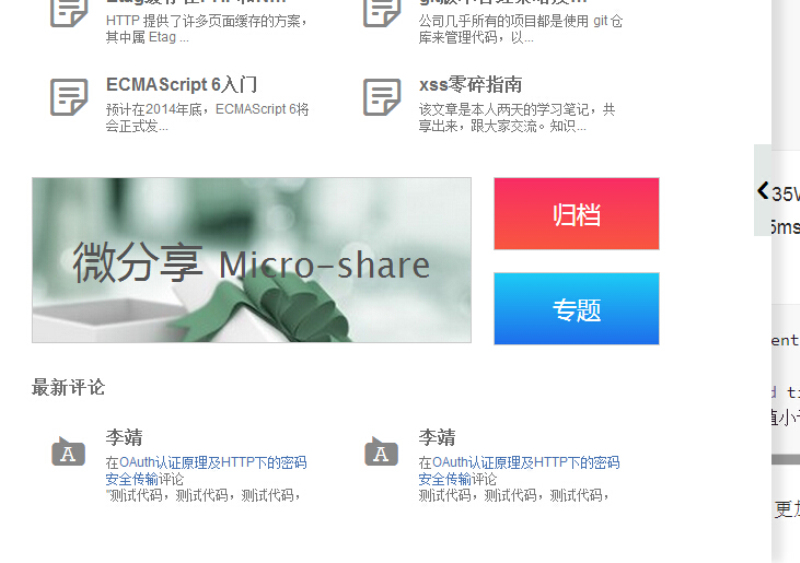 HTTP 提供了许多页面缓存的方案，
其中属 Etag ...
公司几乎所有的项目都是使用 git 仓
库来管理代码，以...
ECMAScript 6入门
预计在2014年底，ECMAScript 6将
会正式发...
xss零碎指南
该文章是本人两天的学习笔记，共
享出来，跟大家交流。知识...
微分享 Micro-share
归档
专题
最新评论
李靖
在OAuth认证原理及HTTP下的密码
安全传输评论
"测试代码，测试代码，测试代码，
李靖
在OAuth认证原理及HTTP下的密码
安全传输评论
测试代码，测试代码，测试代码，
A
A
35V
5ms
ent
d ti
值小于
更加